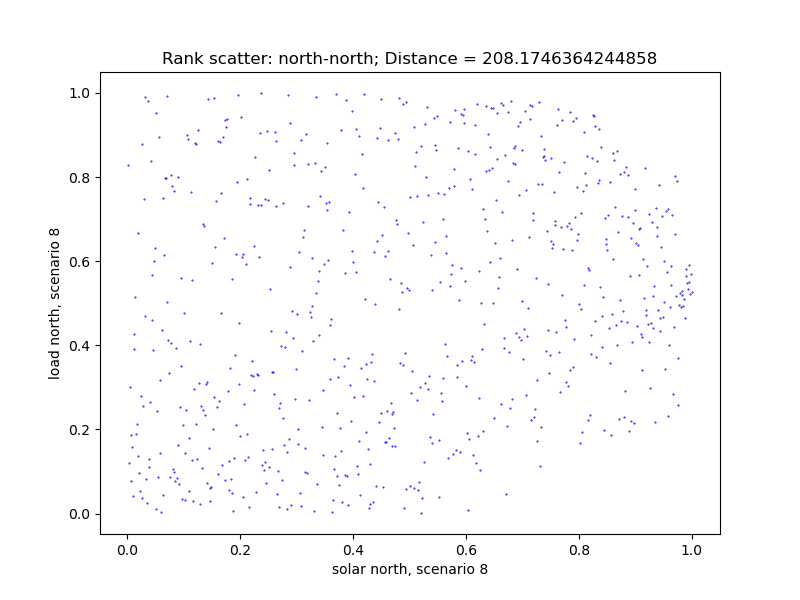 Rank scatter: north-north; Distance = 208.1746364244858
1.0
0.8
0.6
0.4
0.2
0.0
load north, scenario 8
0.0 0.2 0.4 0.6 0.8 1.0
solar north, scenario 8